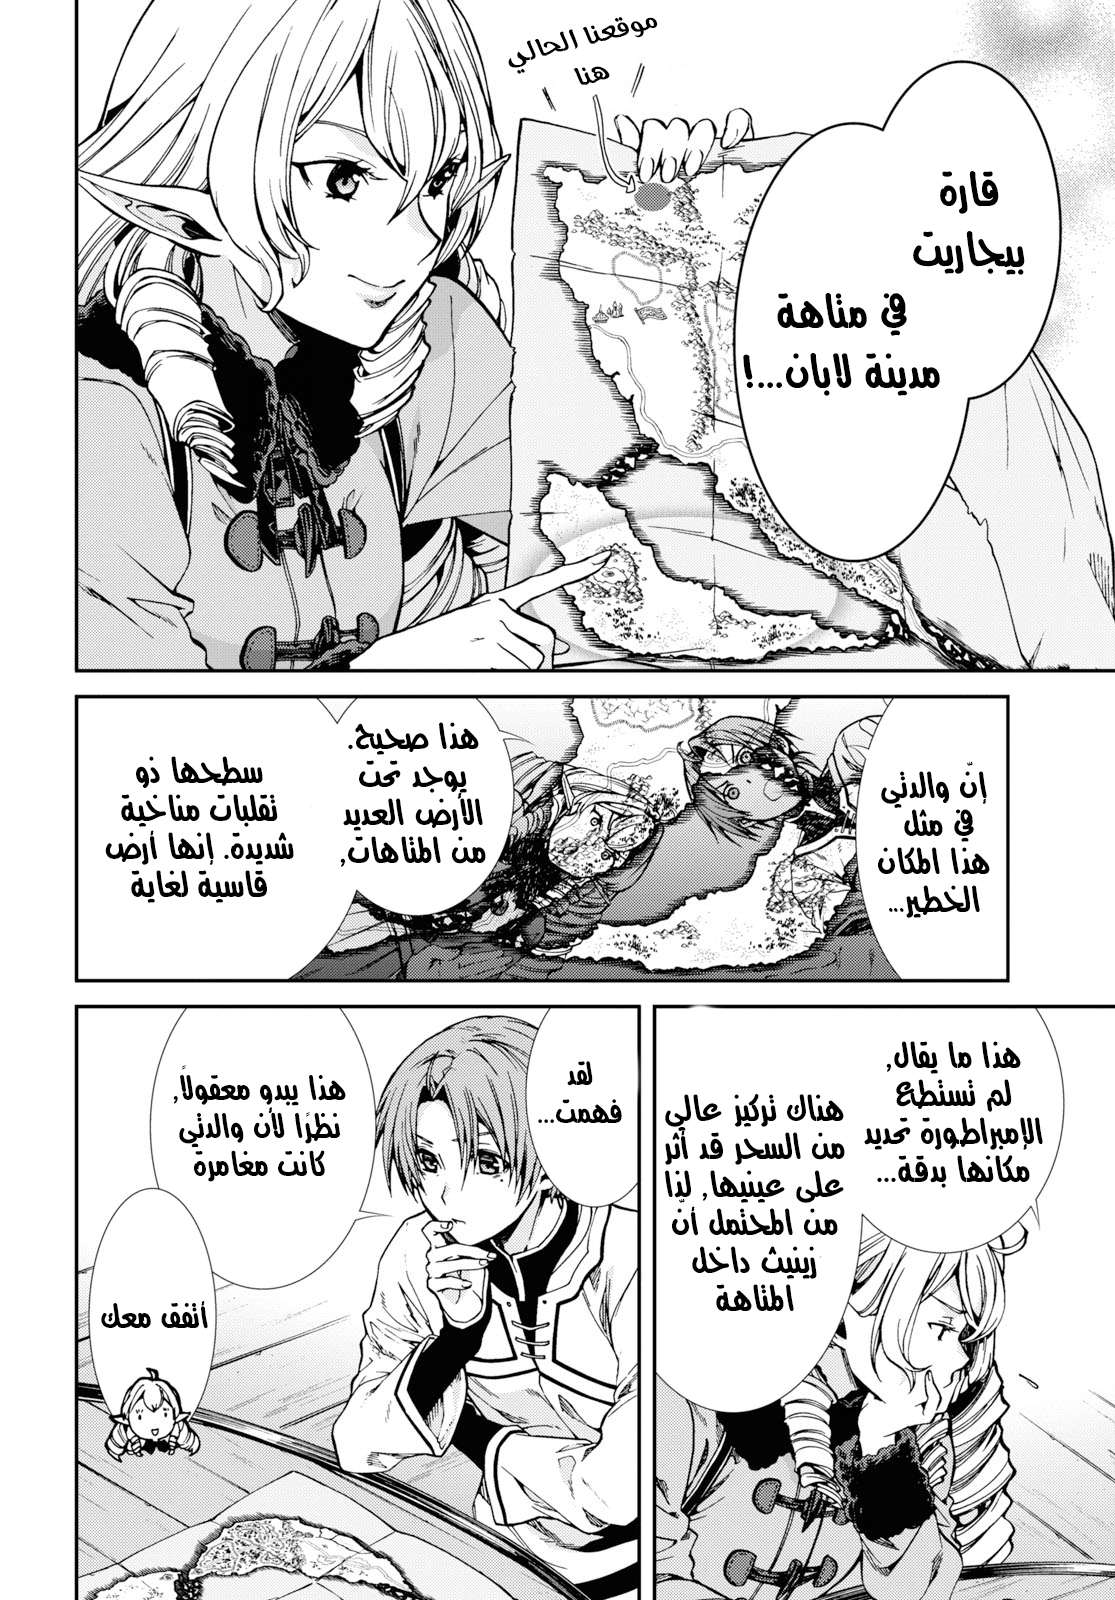 قارة
بيجاريت
في متاهة
مدينة لابان...!
موقعنا الحالي
هنا
إنّ والدتي
في مثل
هذا المكان
الخطير...
هذا صحيح.
يوجد تحت
الأرض العديد
من المتاهات,
سطحها ذو
تقلبات مناخية
شديدة. إنها أرض
قاسية لغاية
هذا ما يقال,
لم تستطع
الإمبراطورة تحديد
مكانها بدقة...
هناك تركيز عالي
من السحر قد أثر
على عينيها, لذا
من المحتمل أنّ
زينيث داخل
المتاهة
لقد
فهمت...
هذا يبدو معقولاً,
نظرًا لأن والدتي
كانت مغامرة
أتفق معك